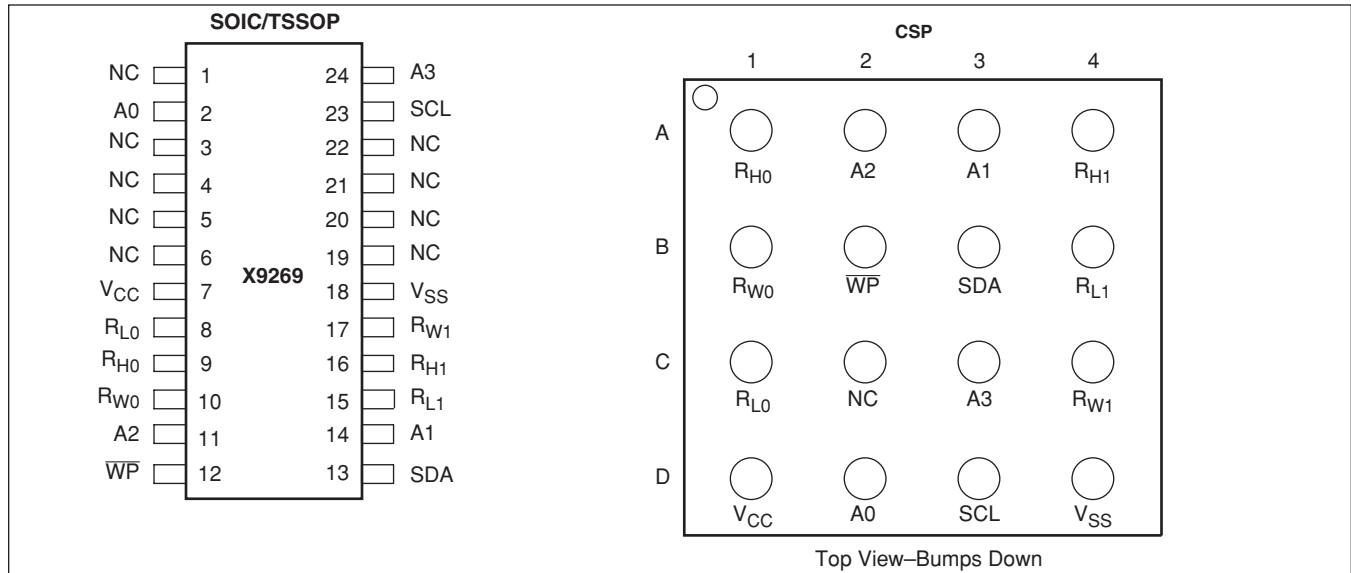 SOIC/TSSOP
NC 1 24 A3
A0 2 23 SCL
NC 3 22 NC
NC 4 21 NC
NC 5 20 NC
NC 6 19 NC
X9269
VCC 7 18 VSS
RL0 8 17 RW1
RH0 9 16 RH1
RW0 10 15 RL1
A2 11 14 A1
W̅P̅ 12 13 SDA
CSP
1 2 3 4
A
RH0 A2 A1 RH1
B
RW0 W̅P̅ SDA RL1
C
RL0 NC A3 RW1
D
VCC A0 SCL VSS
Top View–Bumps Down